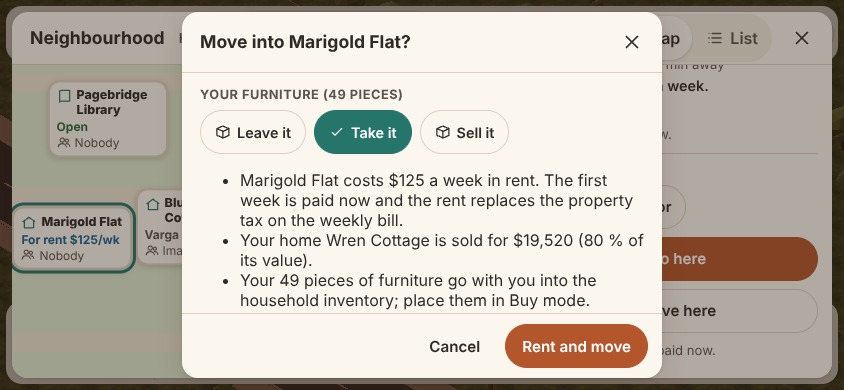 Neighbourhood
Move into Marigold Flat?
List
min away
week.
YOUR FURNITURE (49 PIECES)
Leave it
Take it
Sell it
Pagebridge
Library
Open
Nobody
Marigold Flat costs $125 a week in rent. The first
week is paid now and the rent replaces the property
tax on the weekly bill.
Your home Wren Cottage is sold for $19,520 (80 % of
its value).
Your 49 pieces of furniture go with you into the
household inventory; place them in Buy mode.
Marigold Flat
For rent $125/wk
Nobody
Varga
here
here
paid now.
Cancel
Rent and move